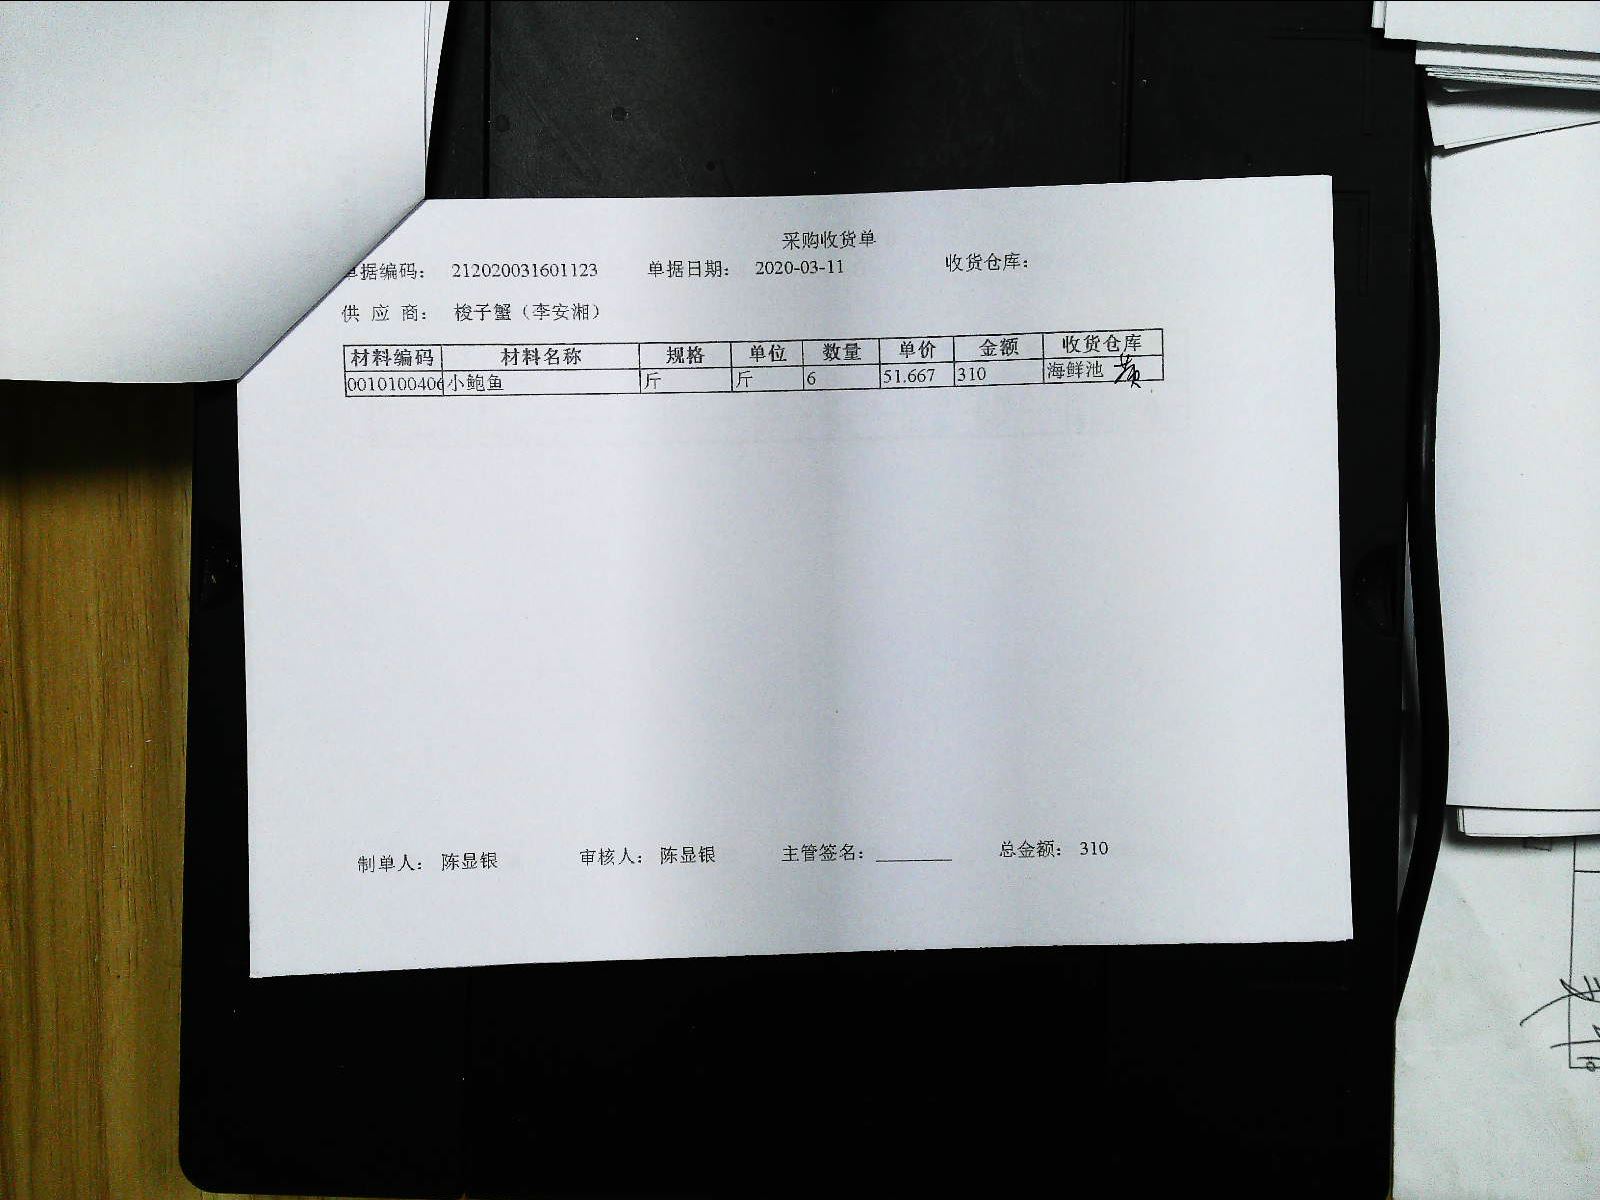 采购收货单
单据编码： 212020031601123 单据日期： 2020-03-11 收货仓库：
供 应 商： 梭子蟹（李安湘）
材料编码 材料名称 规格 单位 数量 单价 金额 收货仓库
0010100406 小鲍鱼 斤 斤 6 51.667 310 海鲜池
制单人： 陈显银 审核人： 陈显银 主管签名：________ 总金额： 310